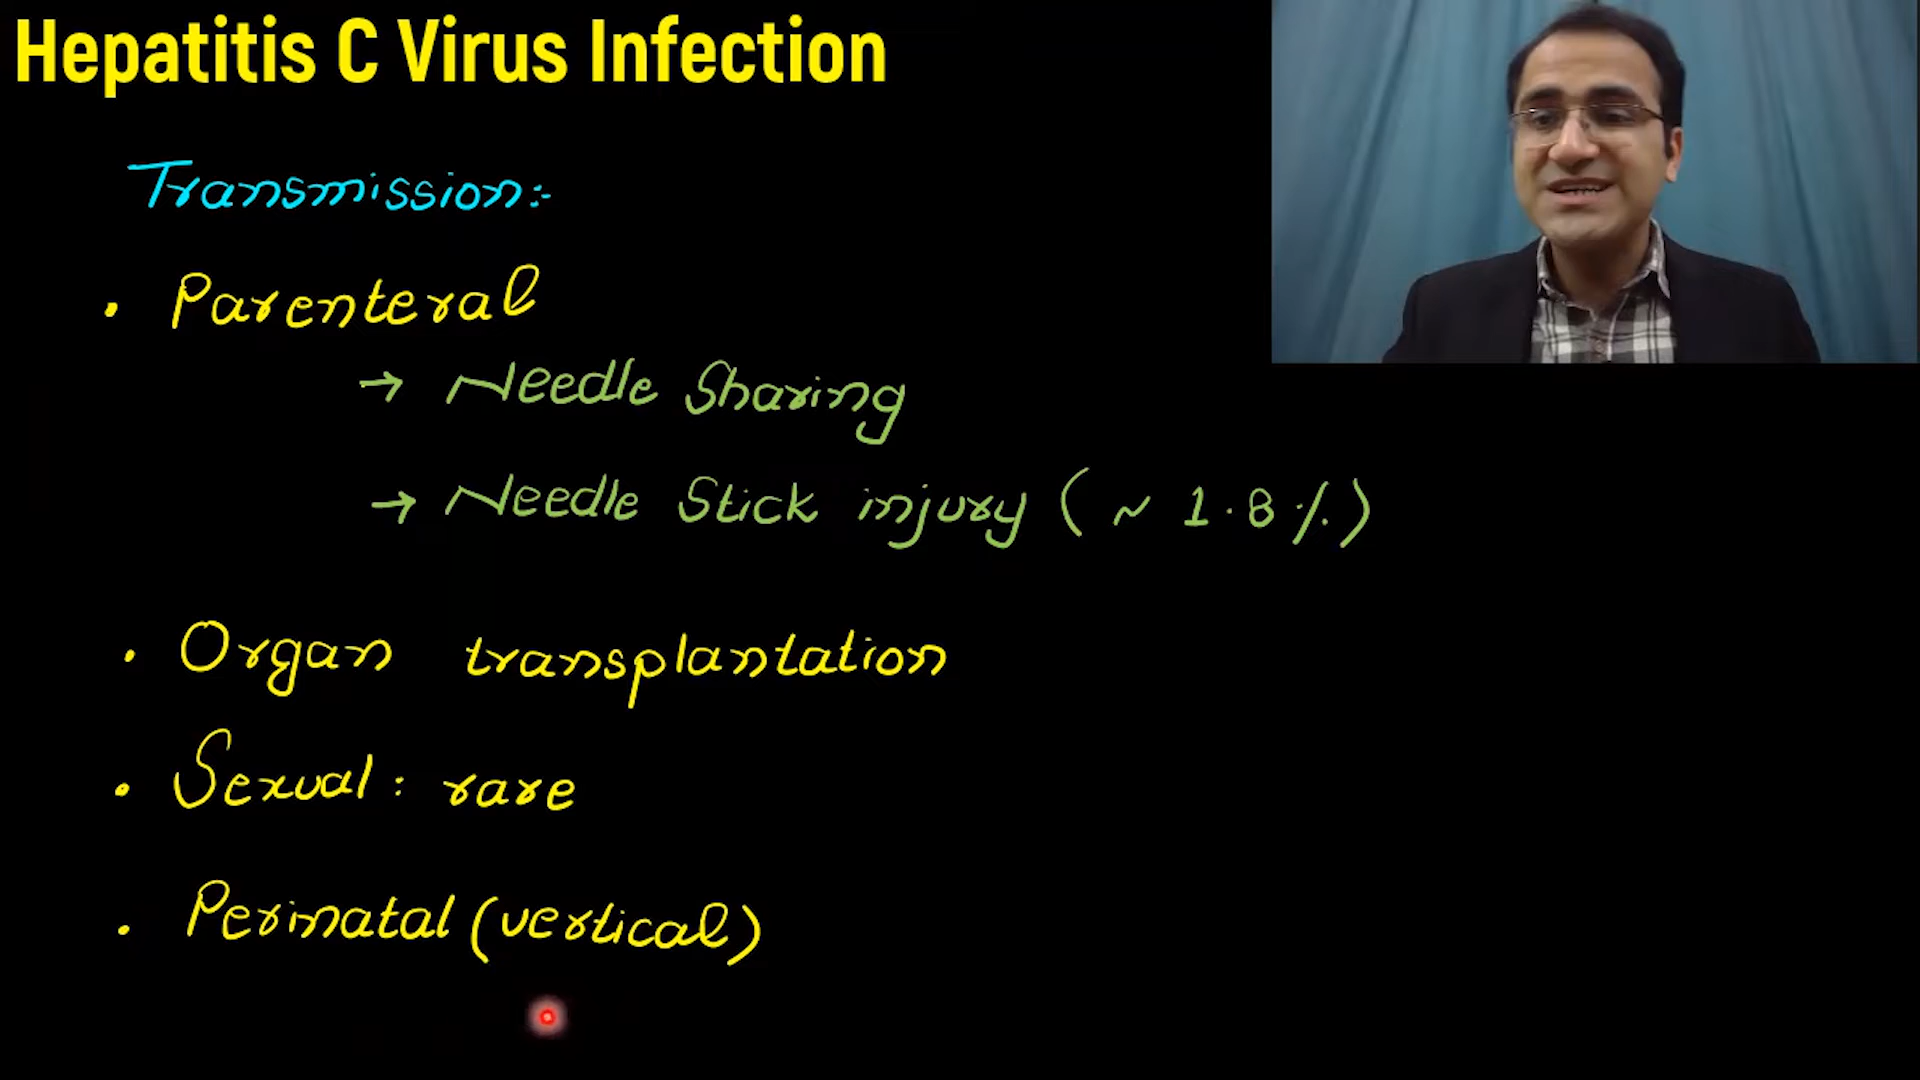 Hepatitis C Virus Infection
Transmission:-
• Parenteral
→ Needle Sharing
→ Needle Stick injury (~ 1.8%)
• Organ transplantation
• Sexual: rare
• Perinatal (vertical)